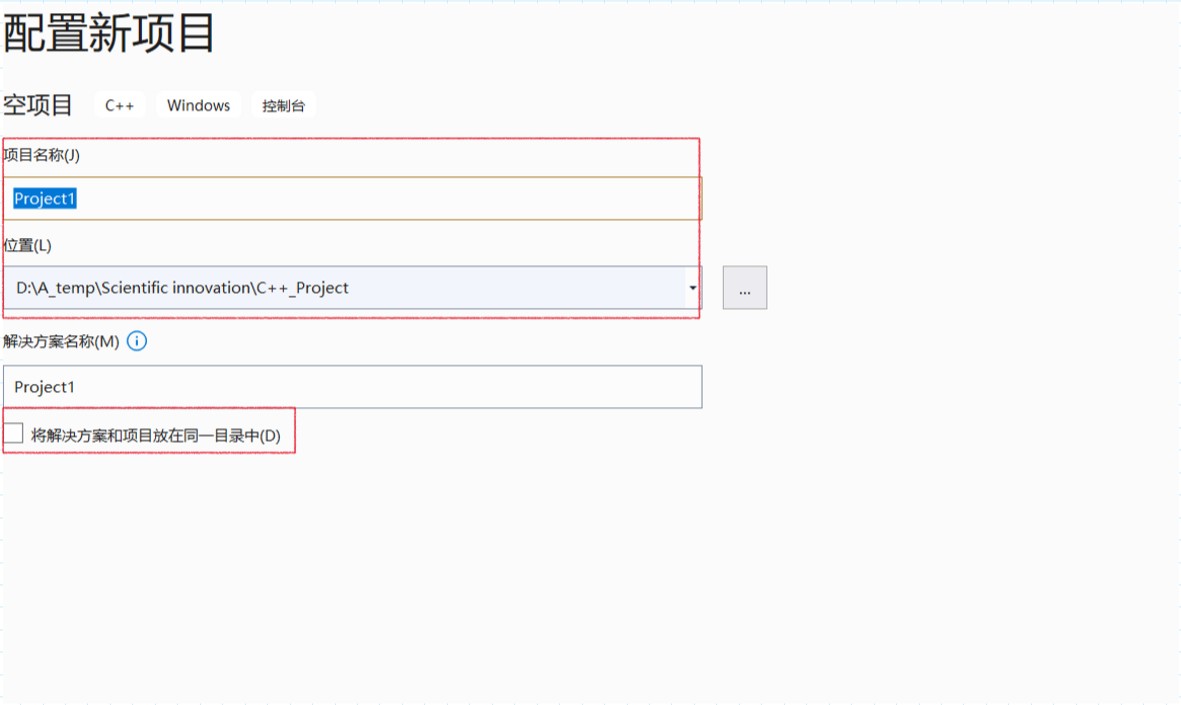 配置新项目
空项目 C++ Windows 控制台
项目名称(J)
Project1
位置(L)
D:\A_temp\Scientific innovation\C++_Project
...
解决方案名称(M)
Project1
将解决方案和项目放在同一目录中(D)